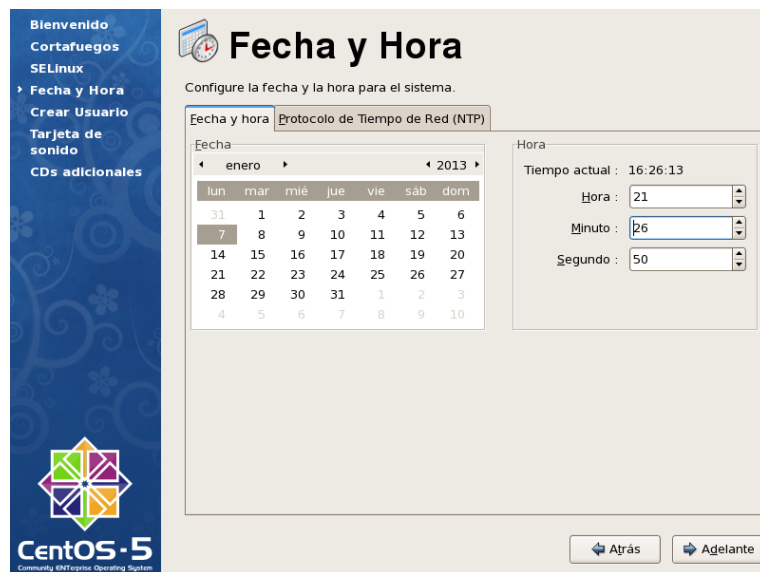 Bienvenido
Cortafuegos
SELinux
Fecha y Hora
Crear Usuario
Tarjeta de
sonido
CDs adicionales
CentOS-5
Community ENTerprise Operating System
Fecha y Hora
Configure la fecha y la hora para el sistema.
Fecha y hora Protocolo de Tiempo de Red (NTP)
Fecha
enero 2013
lun mar mié jue vie sáb dom
31 1 2 3 4 5 6
7 8 9 10 11 12 13
14 15 16 17 18 19 20
21 22 23 24 25 26 27
28 29 30 31 1 2 3
4 5 6 7 8 9 10
Hora
Tiempo actual : 16:26:13
Hora : 21
Minuto : 26
Segundo : 50
Atrás Adelante